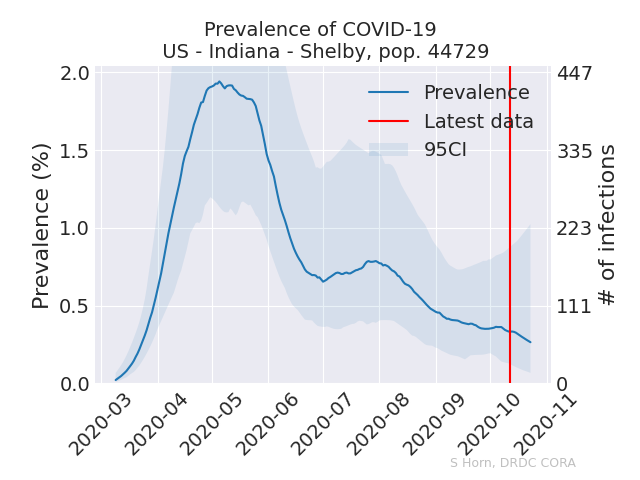 Prevalence of COVID-19
US - Indiana - Shelby, pop. 44729
2.0
1.5
1.0
0.5
0.0
Prevalence (%)
Prevalence
Latest data
95CI
447
335
223
111
0
# of infections
2020-03
2020-04
2020-05
2020-06
2020-07
2020-08
2020-09
2020-10
2020-11
S Horn, DRDC CORA